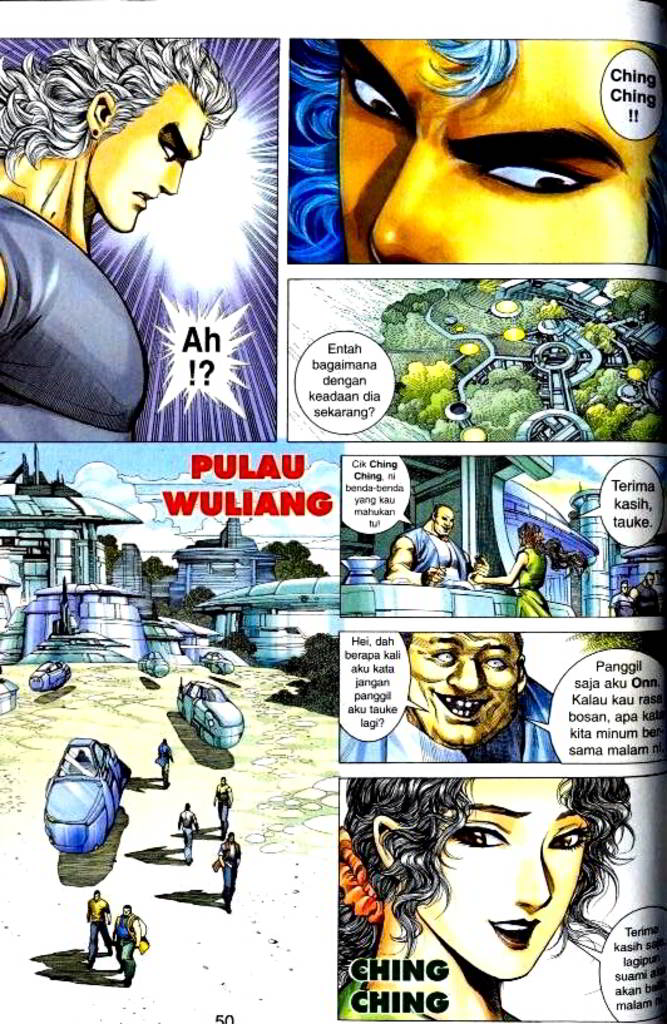 Ah
!?
Ching
Ching
!!
Entah
bagaimana
dengan
keadaan dia
sekarang?
PULAU
WULIANG
Cik Ching
Ching, ni
benda-benda
yang kau
mahukan
tu!
Terima
kasih,
tauke.
Hei, dah
berapa kali
aku kata
jangan
panggil
aku tauke
lagi?
Panggil
saja aku Onn.
Kalau kau rasa
bosan, apa kata
kita minum ber-
sama malam
Terima
kasih
lagipun
suami
akan
malam
CHING
CHING
50